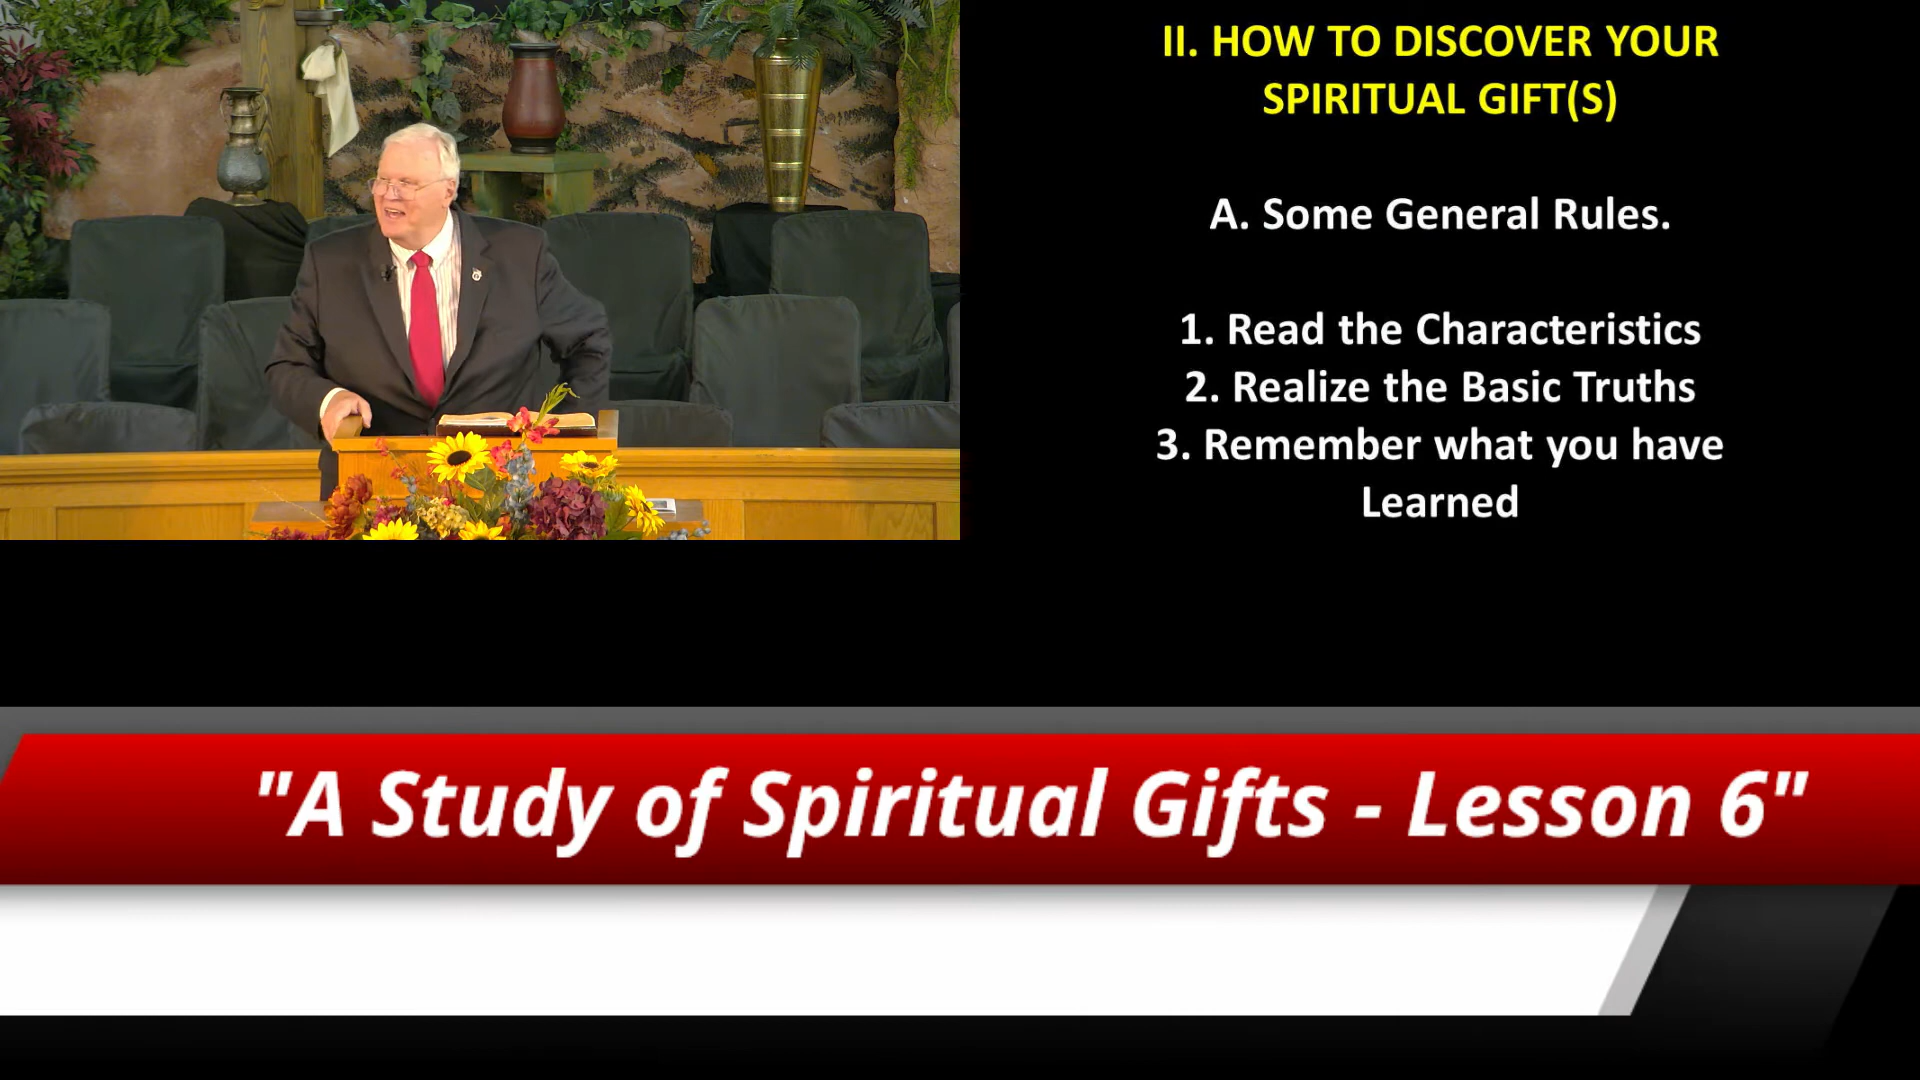 II. HOW TO DISCOVER YOUR
SPIRITUAL GIFT(S)
A. Some General Rules.
1. Read the Characteristics
2. Realize the Basic Truths
3. Remember what you have
Learned
"A Study of Spiritual Gifts - Lesson 6"